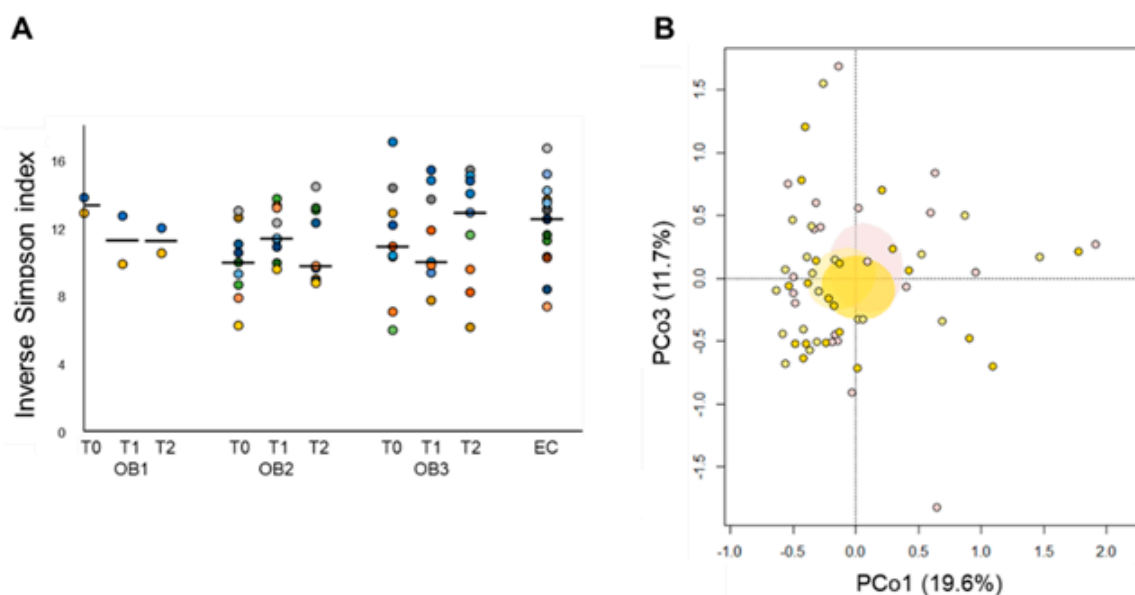 A
B
Inverse Simbson index
16
12
8
4
0
T0 T1 T2 T0 T1 T2 T0 T1 T2 EC
OB1 OB2 OB3
PCo3 (11.7%)
1.5
1.0
0.5
0.0
-0.5
-1.0
-1.5
-1.0 -0.5 0.0 0.5 1.0 1.5 2.0
PCo1 (19.6%)